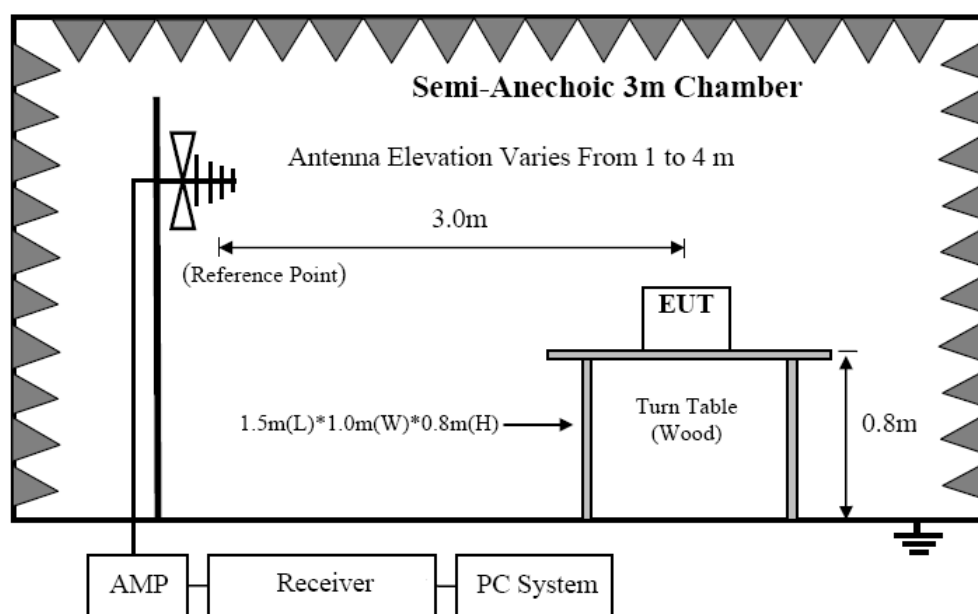 Semi-Anechoic 3m Chamber
Antenna Elevation Varies From 1 to 4 m
3.0m
(Reference Point)
EUT
1.5m(L)*1.0m(W)*0.8m(H)
Turn Table
(Wood)
0.8m
AMP
Receiver
PC System